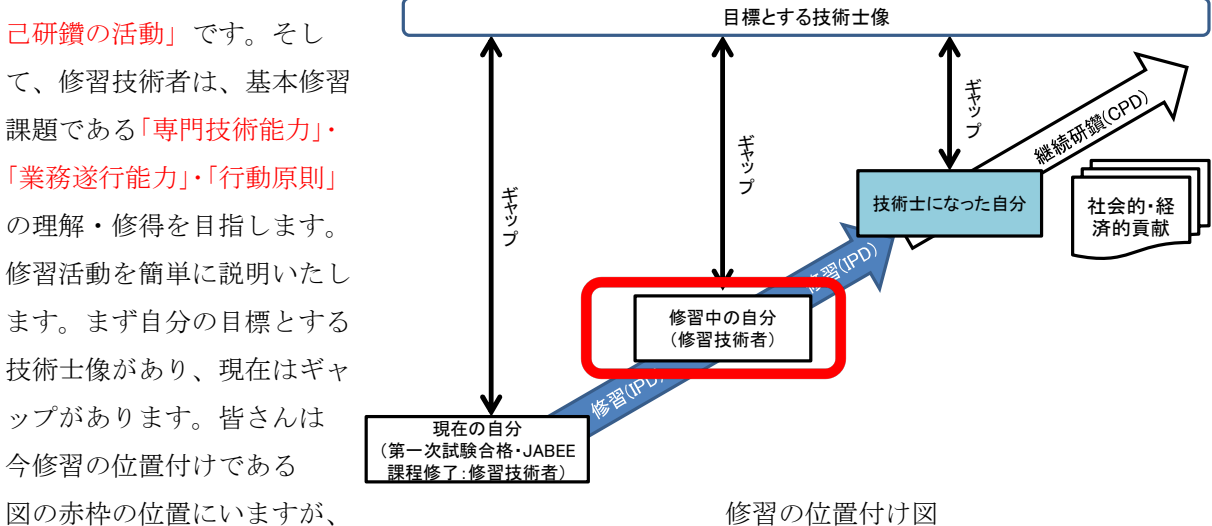 己研鑽の活動」です。そし
て、修習技術者は、基本修習
課題である「専門技術能力」・
「業務遂行能力」・「行動原則」
の理解・修得を目指します。
修習活動を簡単に説明いたし
ます。まず自分の目標とする
技術士像があり、現在はギャ
ップがあります。皆さんは
今修習の位置付けである
図の赤枠の位置にいますが、
目標とする技術士像
ギャップ
ギャップ
ギャップ
継続研鑽(CPD)
技術士になった自分
社会的・経
済的貢献
修習(IPD)
修習中の自分
（修習技術者）
修習(IPD)
現在の自分
（第一次試験合格・JABEE
課程修了：修習技術者）
修習の位置付け図